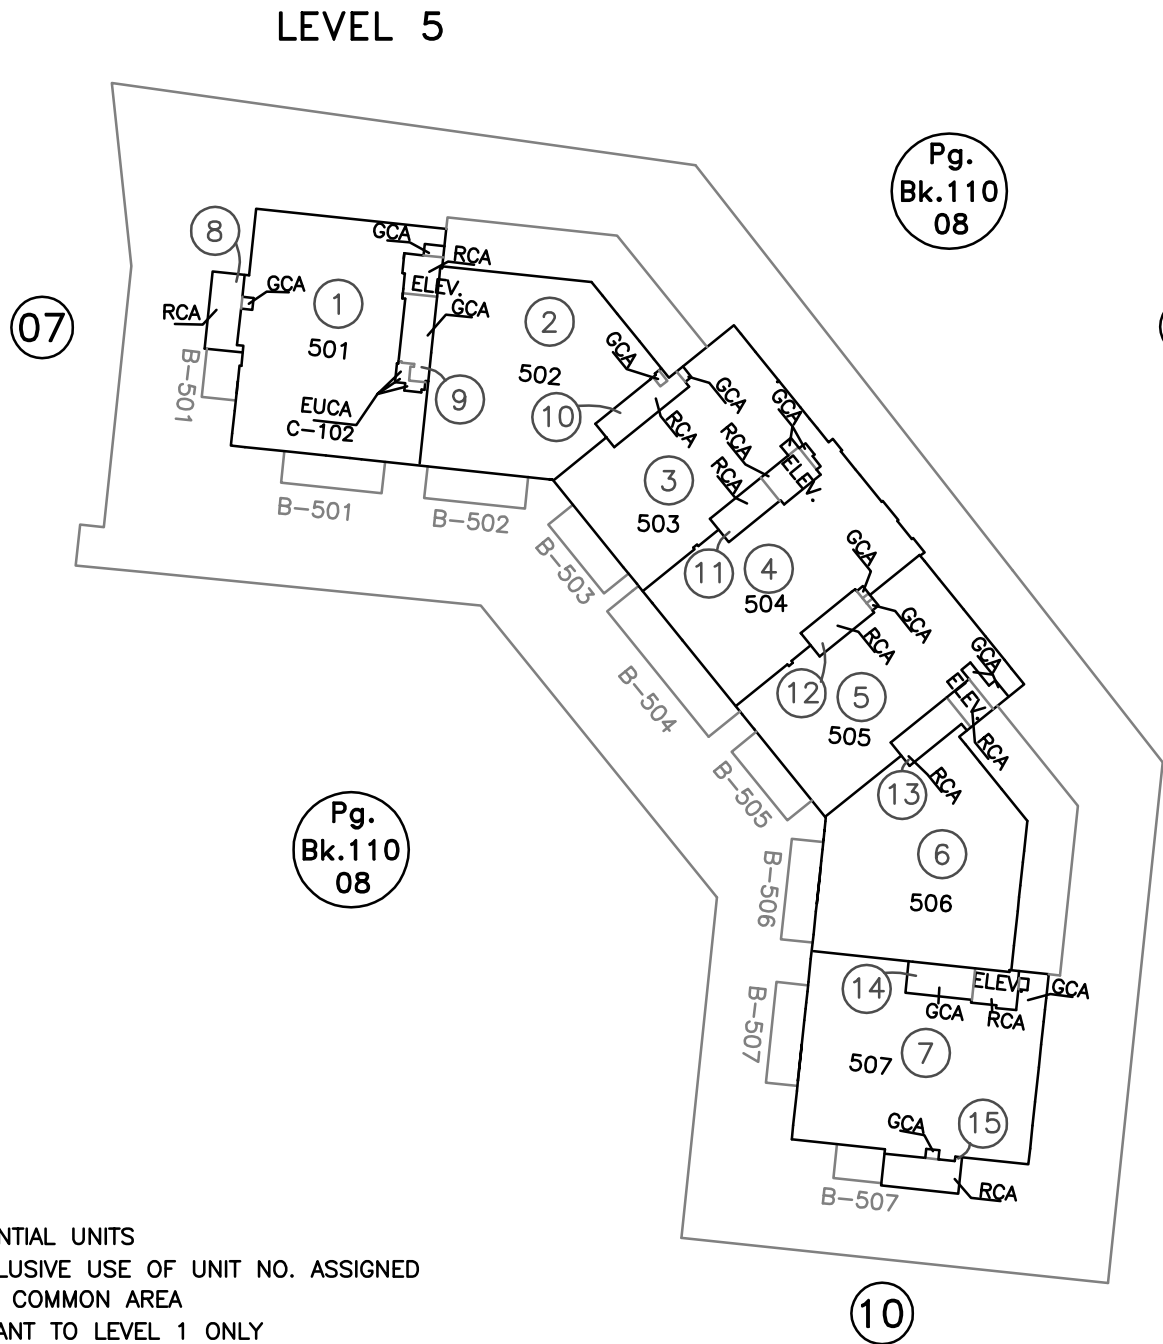 LEVEL 5
Pg.
Bk.110
08
8
GCA
RCA
GCA
1
ELEV.
2
07
RCA
GCA
501
GCA
502
B-501
9
10
GCA
GCA
EUCA
C-102
RCA
RCA
ELEV.
3
RCA
B-501
B-502
503
GCA
B-503
11
4
504
GCA
RCA
12
5
GCA
B-504
505
ELEV.
RCA
B-505
13
RCA
Pg.
Bk.110
08
6
B-506
506
14
ELEV.
GCA
GCA
RCA
B-507
507
7
GCA
15
B-507
RCA
NTIAL UNITS
LUSIVE USE OF UNIT NO. ASSIGNED
COMMON AREA
ANT TO LEVEL 1 ONLY
10